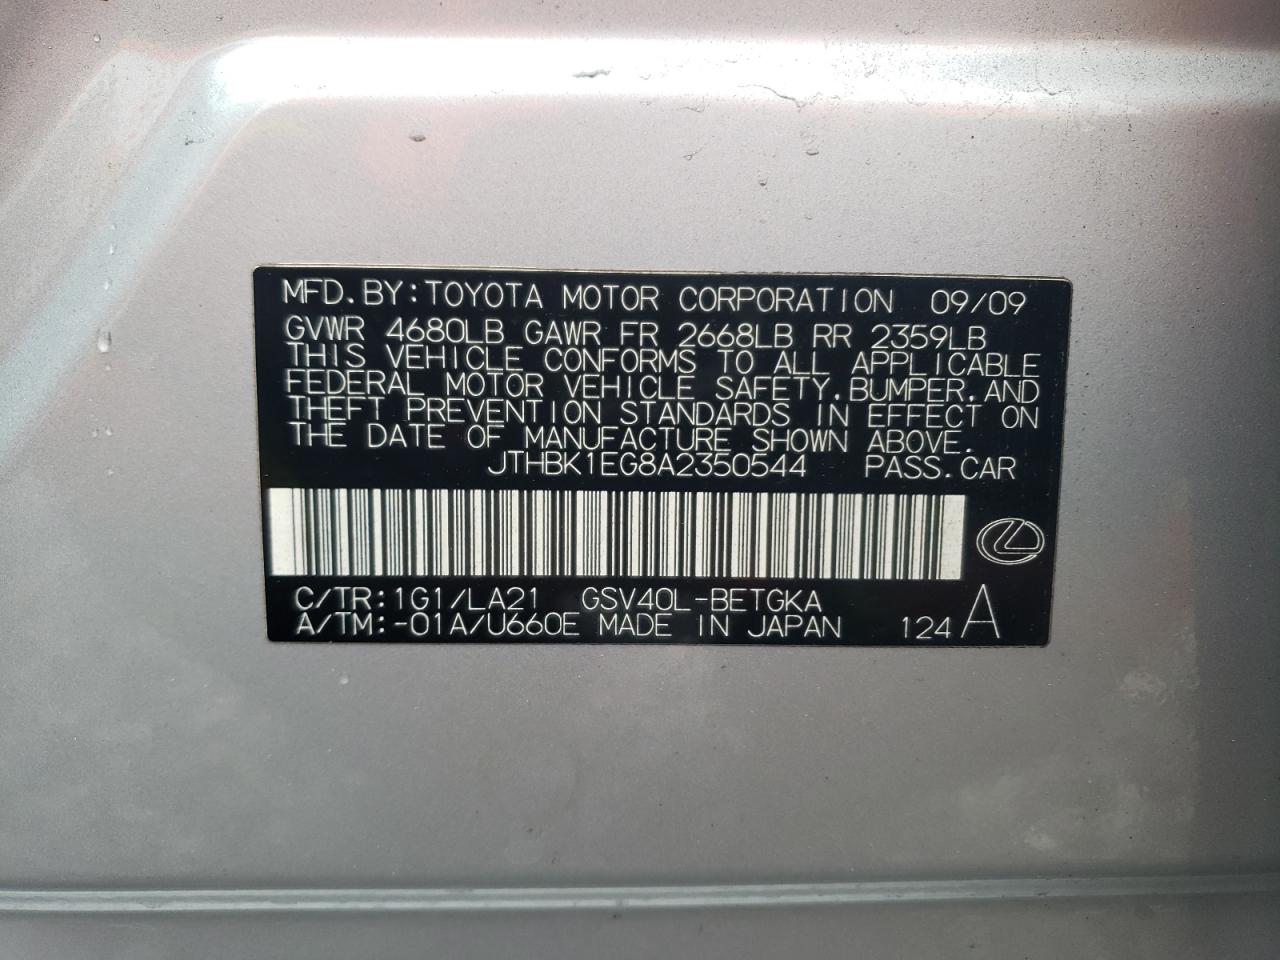 MFD.BY:TOYOTA MOTOR CORPORATION 09/09
GVWR 4680LB GAWR FR 2668LB RR 2359LB
THIS VEHICLE CONFORMS TO ALL APPLICABLE
FEDERAL MOTOR VEHICLE SAFETY,BUMPER,AND
THEFT PREVENTION STANDARDS IN EFFECT ON
THE DATE OF MANUFACTURE SHOWN ABOVE.
JTHBK1EG8A2350544 PASS.CAR
C/TR:1G1/LA21 GSV40L-BETGKA
A/TM:-01A/U660E MADE IN JAPAN 124 A